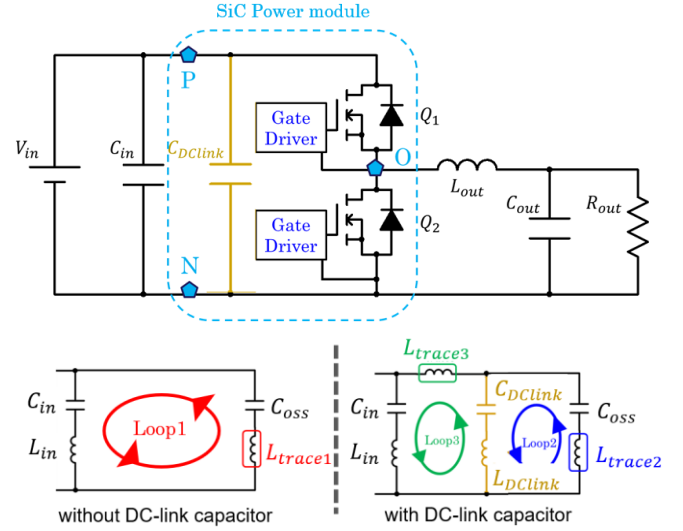 SiC Power module
P
V_in
C_in
C_DClink
Gate
Driver
Q_1
O
L_out
C_out
R_out
Gate
Driver
Q_2
N
C_in
L_in
Loop1
C_oss
L_trace1
without DC-link capacitor
L_trace3
C_in
L_in
Loop3
C_DClink
L_DClink
Loop2
C_oss
L_trace2
with DC-link capacitor